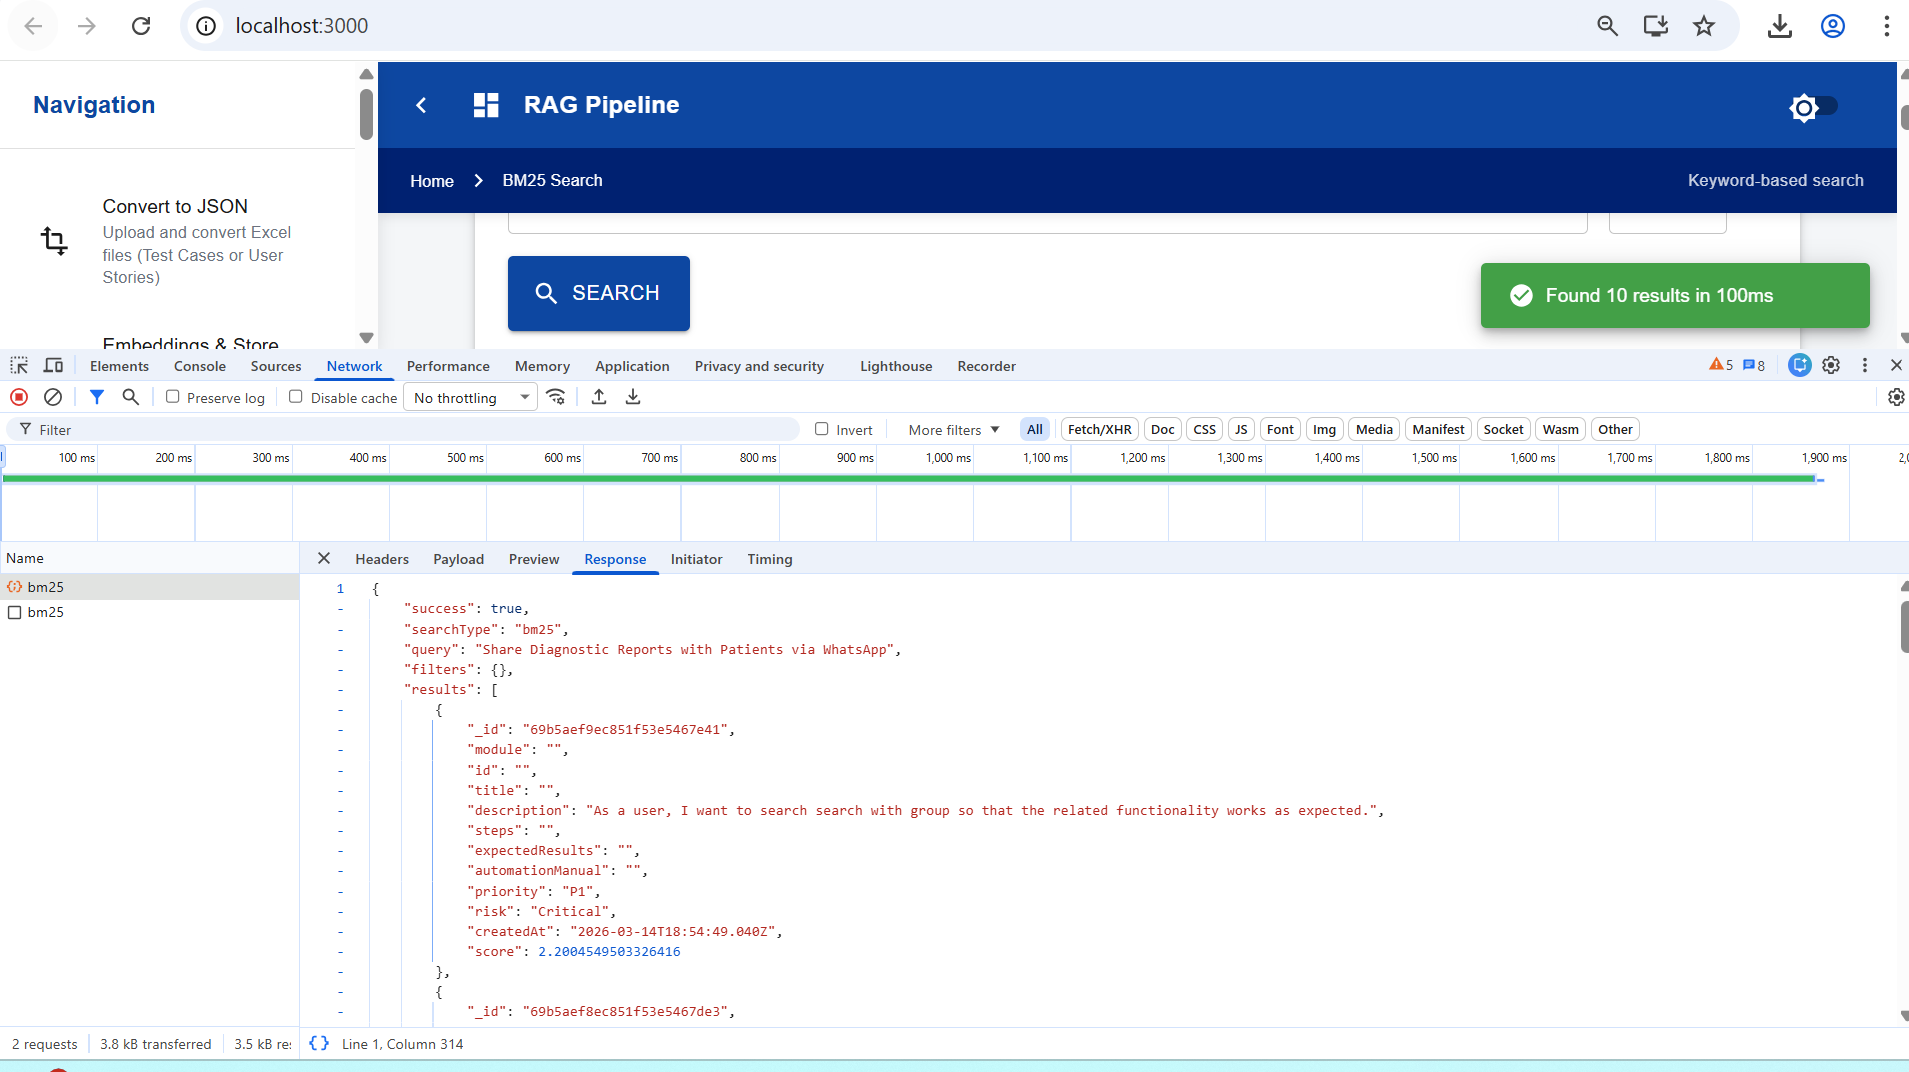 localhost:3000
Navigation
RAG Pipeline
Home
BM25 Search
Keyword-based search
Convert to JSON
Upload and convert Excel
files (Test Cases or User
Stories)
Embeddings & Store
SEARCH
Found 10 results in 100ms
Elements Console Sources Network Performance Memory Application Privacy and security Lighthouse Recorder 5 8
Preserve log Disable cache No throttling
Filter Invert More filters All Fetch/XHR Doc CSS JS Font Img Media Manifest Socket Wasm Other
100 ms 200 ms 300 ms 400 ms 500 ms 600 ms 700 ms 800 ms 900 ms 1,000 ms 1,100 ms 1,200 ms 1,300 ms 1,400 ms 1,500 ms 1,600 ms 1,700 ms 1,800 ms 1,900 ms
Name
bm25
bm25
Headers Payload Preview Response Initiator Timing
1 {
- "success": true,
- "searchType": "bm25",
- "query": "Share Diagnostic Reports with Patients via WhatsApp",
- "filters": {},
- "results": [
- {
- "_id": "69b5aef9ec851f53e5467e41",
- "module": "",
- "id": "",
- "title": "",
- "description": "As a user, I want to search search with group so that the related functionality works as expected.",
- "steps": "",
- "expectedResults": "",
- "automationManual": "",
- "priority": "P1",
- "risk": "Critical",
- "createdAt": "2026-03-14T18:54:49.040Z",
- "score": 2.2004549503326416
- },
- {
- "_id": "69b5aef8ec851f53e5467de3",
2 requests 3.8 kB transferred 3.5 kB re
{} Line 1, Column 314